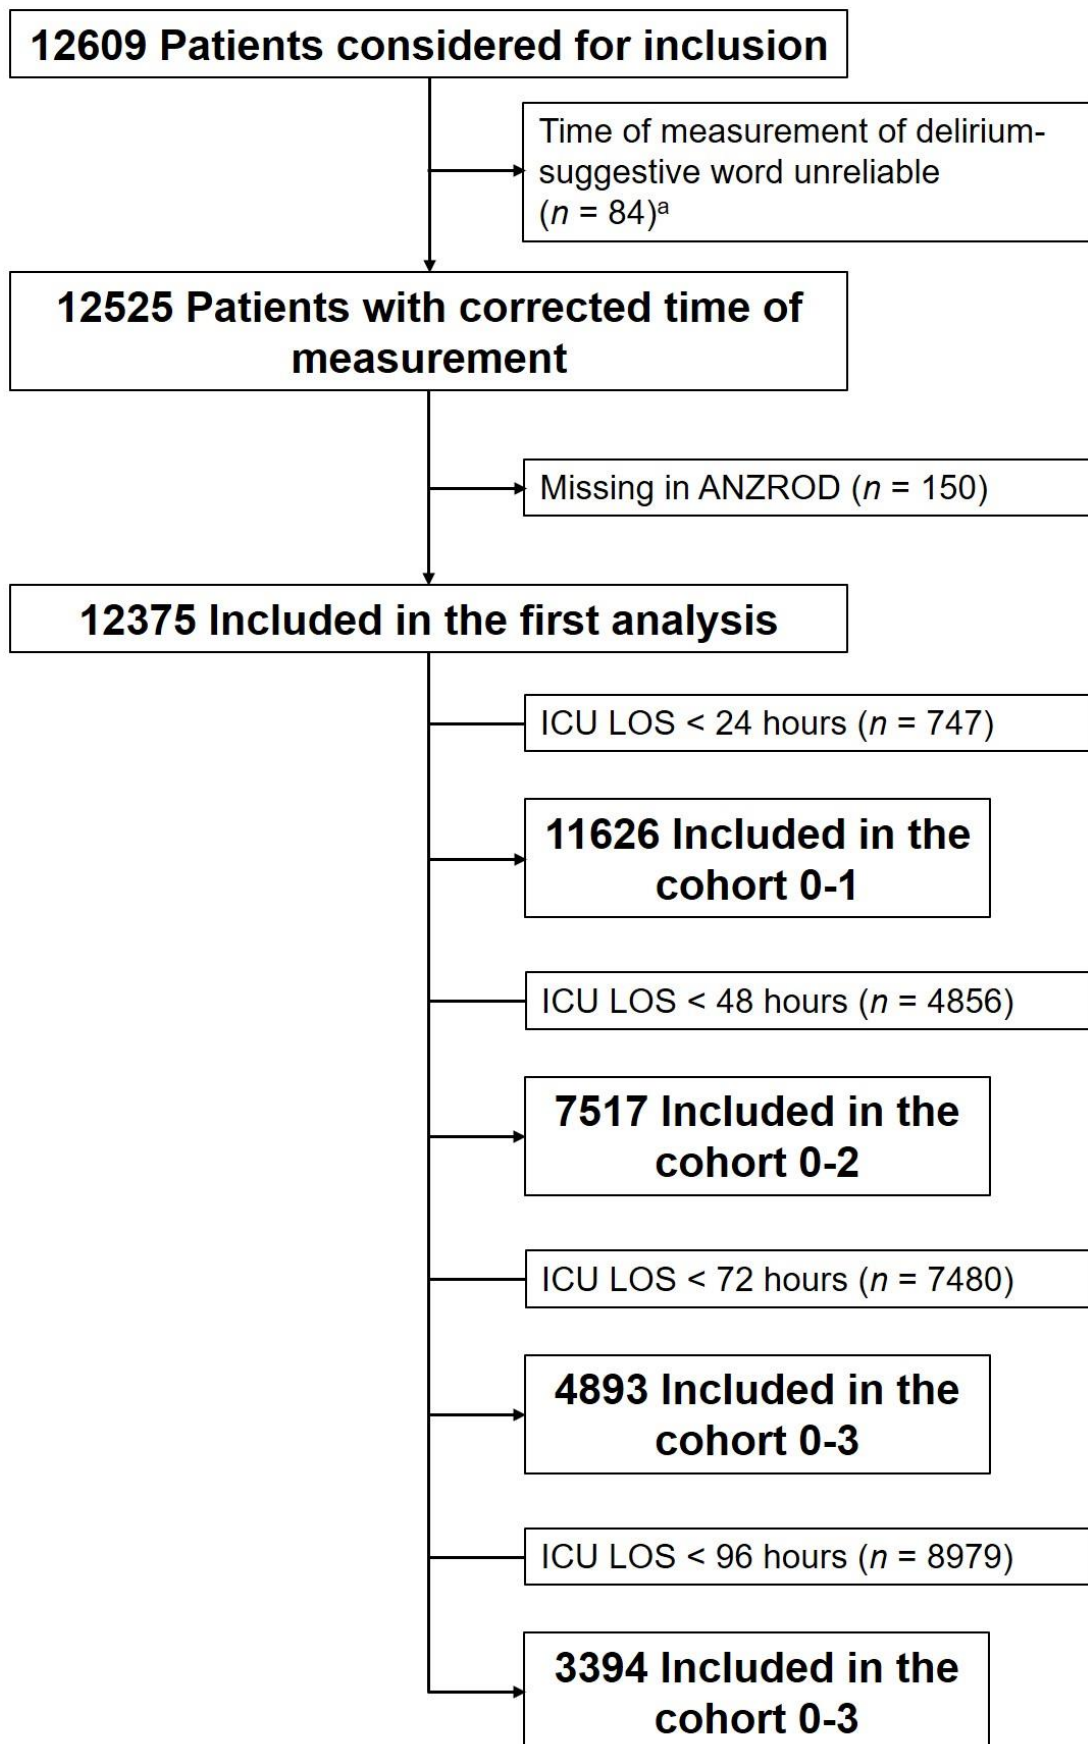 12609 Patients considered for inclusion
Time of measurement of delirium-
suggestive word unreliable
(n = 84)a
12525 Patients with corrected time of
measurement
Missing in ANZROD (n = 150)
12375 Included in the first analysis
ICU LOS < 24 hours (n = 747)
11626 Included in the
cohort 0-1
ICU LOS < 48 hours (n = 4856)
7517 Included in the
cohort 0-2
ICU LOS < 72 hours (n = 7480)
4893 Included in the
cohort 0-3
ICU LOS < 96 hours (n = 8979)
3394 Included in the
cohort 0-3